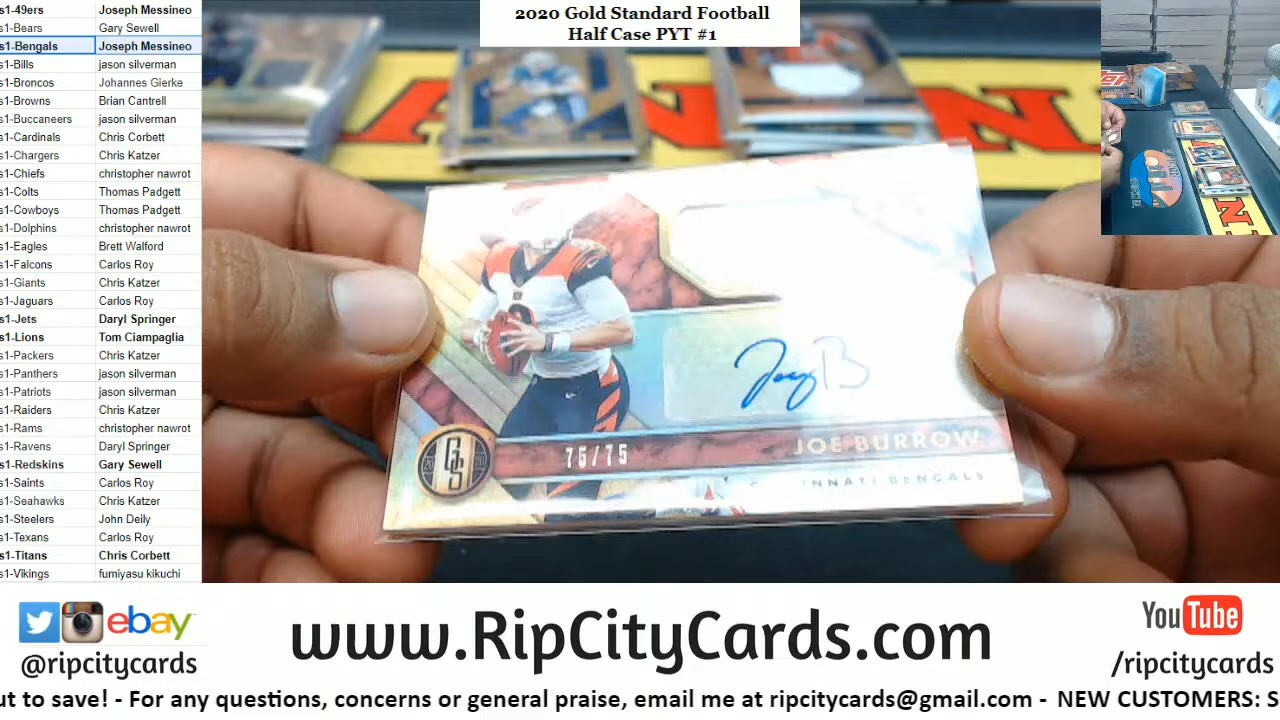 2020 Gold Standard Football
Half Case PYT #1
s1-49ers Joseph Messineo
s1-Bears Gary Sewell
s1-Bengals Joseph Messineo
s1-Bills jason silverman
s1-Broncos Johannes Gierke
s1-Browns Brian Cantrell
s1-Buccaneers jason silverman
s1-Cardinals Chris Corbett
s1-Chargers Chris Katzer
s1-Chiefs christopher nawrot
s1-Colts Thomas Padgett
s1-Cowboys Thomas Padgett
s1-Dolphins christopher nawrot
s1-Eagles Brett Walford
s1-Falcons Carlos Roy
s1-Giants Chris Katzer
s1-Jaguars Carlos Roy
s1-Jets Daryl Springer
s1-Lions Tom Ciampaglia
s1-Packers Chris Katzer
s1-Panthers jason silverman
s1-Patriots jason silverman
s1-Raiders Chris Katzer
s1-Rams christopher nawrot
s1-Ravens Daryl Springer
s1-Redskins Gary Sewell
s1-Saints Carlos Roy
s1-Seahawks Chris Katzer
s1-Steelers John Deily
s1-Texans Carlos Roy
s1-Titans Chris Corbett
s1-Vikings fumiyasu kikuchi
Joey B
75/75
JOE BURROW
INNATI BENGALS
20 GS 20
ebay
@ripcitycards
www.RipCityCards.com
YouTube
/ripcitycards
ut to save! - For any questions, concerns or general praise, email me at ripcitycards@gmail.com - NEW CUSTOMERS: S